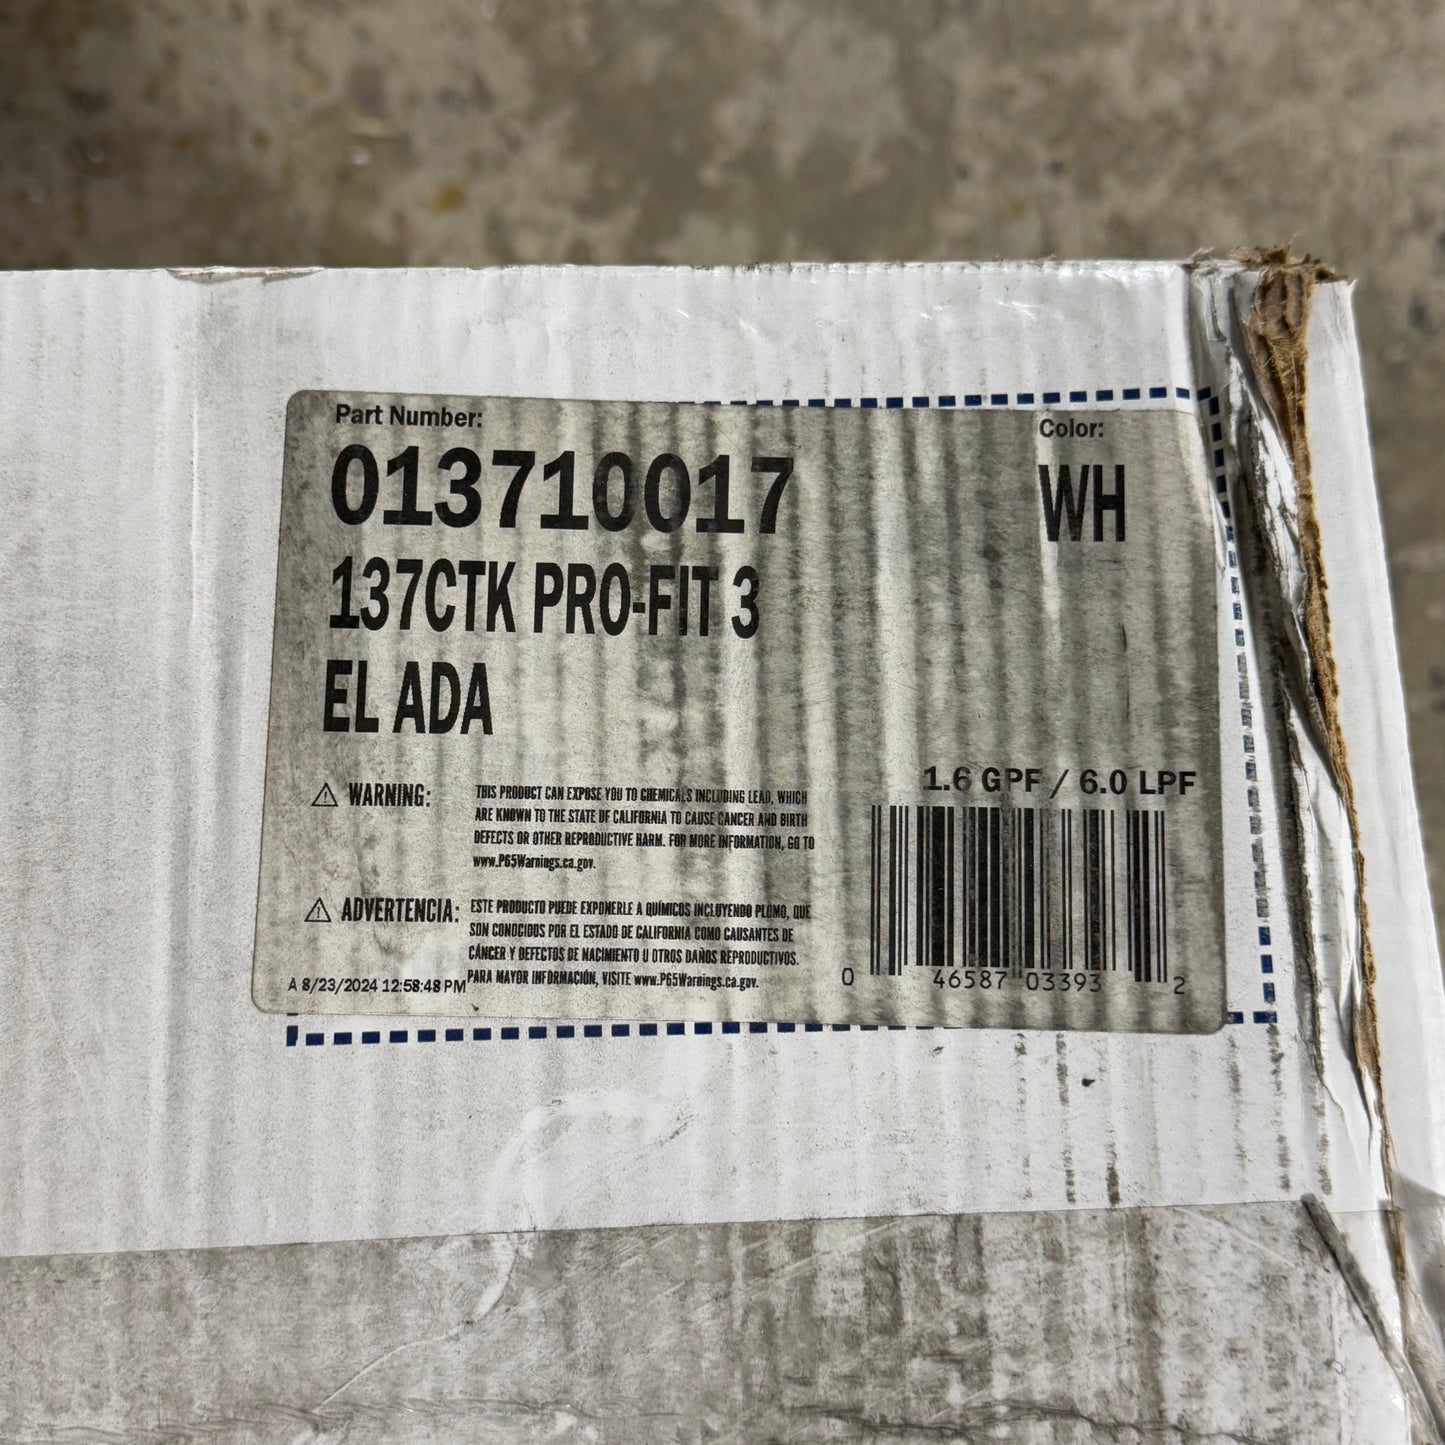 Part Number:
Color:
013710017
WH
137CTK PRO-FIT 3
EL ADA
1.6 GPF / 6.0 LPF
⚠ WARNING:
THIS PRODUCT CAN EXPOSE YOU TO CHEMICALS INCLUDING LEAD, WHICH
ARE KNOWN TO THE STATE OF CALIFORNIA TO CAUSE CANCER AND BIRTH
DEFECTS OR OTHER REPRODUCTIVE HARM. FOR MORE INFORMATION, GO TO
www.P65Warnings.ca.gov.
⚠ ADVERTENCIA:
ESTE PRODUCTO PUEDE EXPONERLE A QUÍMICOS INCLUYENDO PLOMO, QUE
SON CONOCIDOS POR EL ESTADO DE CALIFORNIA COMO CAUSANTES DE
CÁNCER Y DEFECTOS DE NACIMIENTO U OTROS DAÑOS REPRODUCTIVOS.
PARA MAYOR INFORMACIÓN, VISITE www.P65Warnings.ca.gov.
A 8/23/2024 12:58:48 PM
0 46587 03393 2